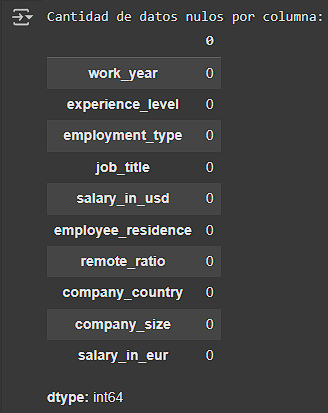 Cantidad de datos nulos por columna:
0
work_year 0
experience_level 0
employment_type 0
job_title 0
salary_in_usd 0
employee_residence 0
remote_ratio 0
company_country 0
company_size 0
salary_in_eur 0
dtype: int64